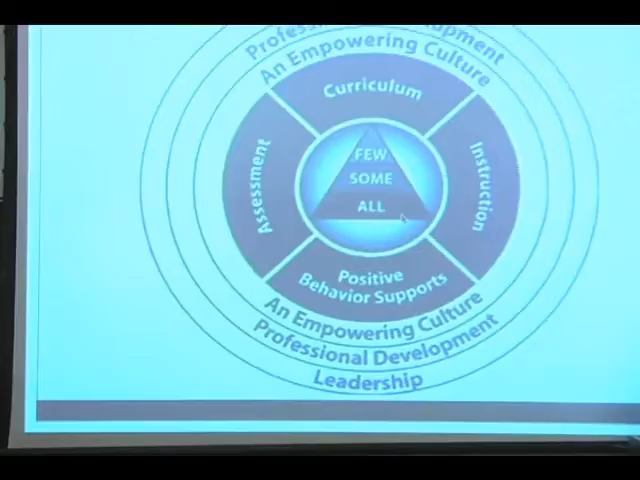 An Empowering Culture
Curriculum
Assessment
Instruction
FEW
SOME
ALL
Positive
Behavior Supports
An Empowering Culture
Professional Development
Leadership